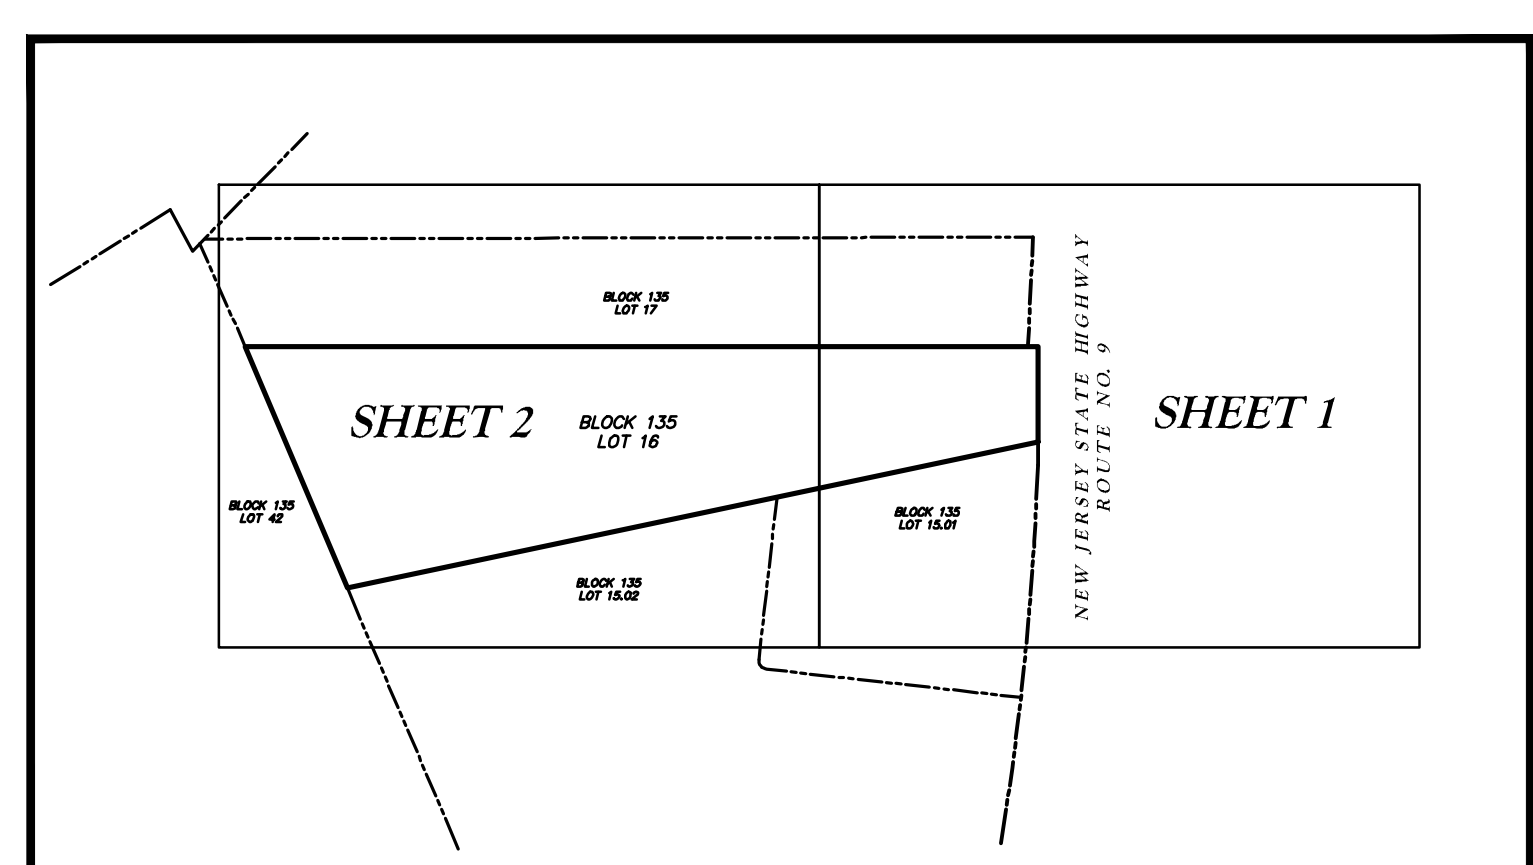 BLOCK 135
LOT 17
SHEET 2
BLOCK 135
LOT 16
NEW JERSEY STATE HIGHWAY
ROUTE NO. 9
SHEET 1
BLOCK 135
LOT 42
BLOCK 135
LOT 15.01
BLOCK 135
LOT 15.02